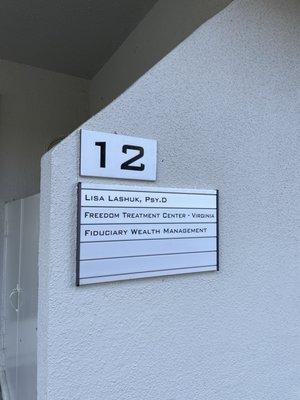 12
Lisa Lashuk, Psy.D
Freedom Treatment Center - Virginia
Fiduciary Wealth Management